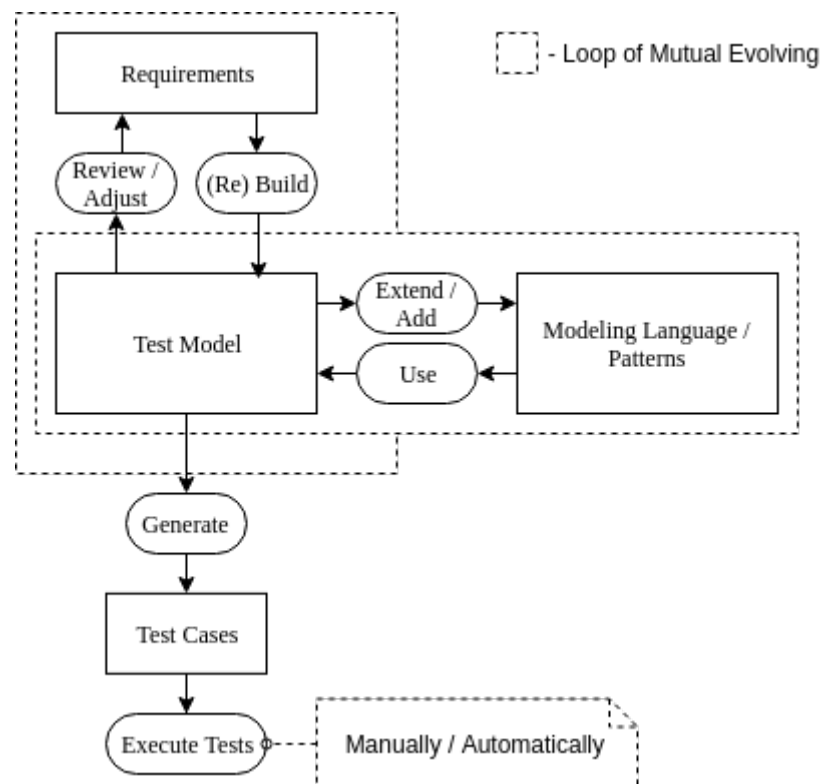 Requirements
- Loop of Mutual Evolving
Review /
Adjust
(Re) Build
Test Model
Extend /
Add
Use
Modeling Language /
Patterns
Generate
Test Cases
Execute Tests
Manually / Automatically